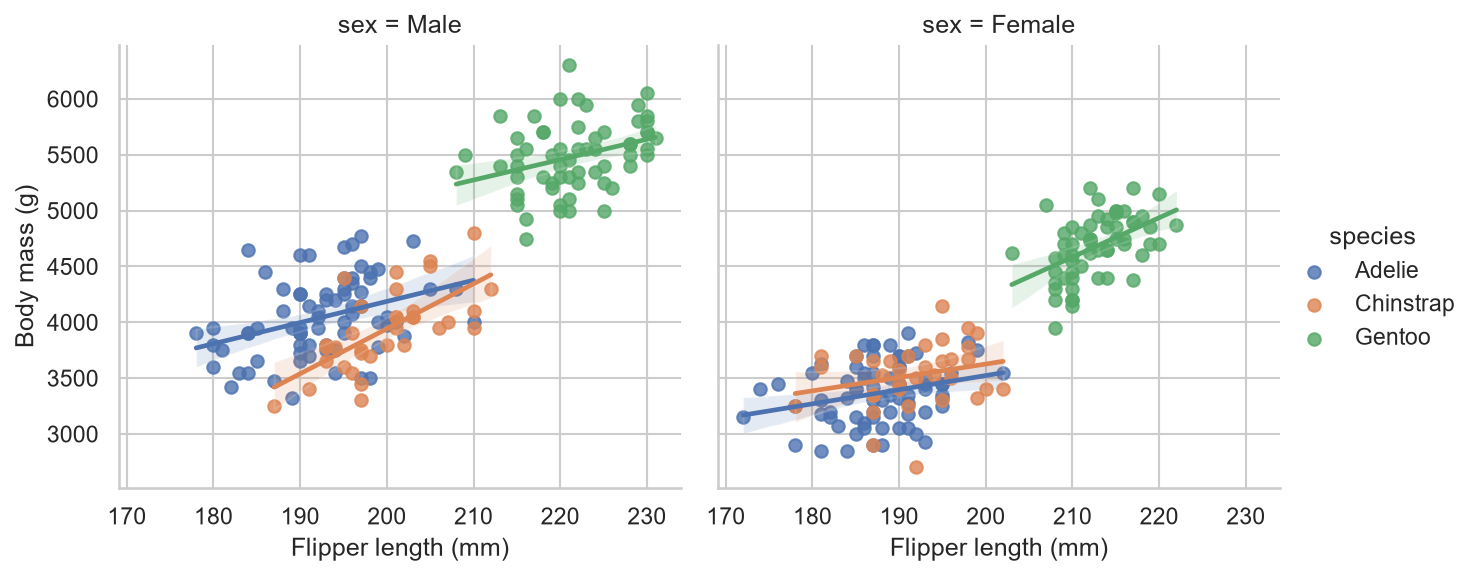 sex = Male
sex = Female
6000
5500
5000
4500
4000
3500
3000
Body mass (g)
170 180 190 200 210 220 230
170 180 190 200 210 220 230
Flipper length (mm)
Flipper length (mm)
species
Adelie
Chinstrap
Gentoo